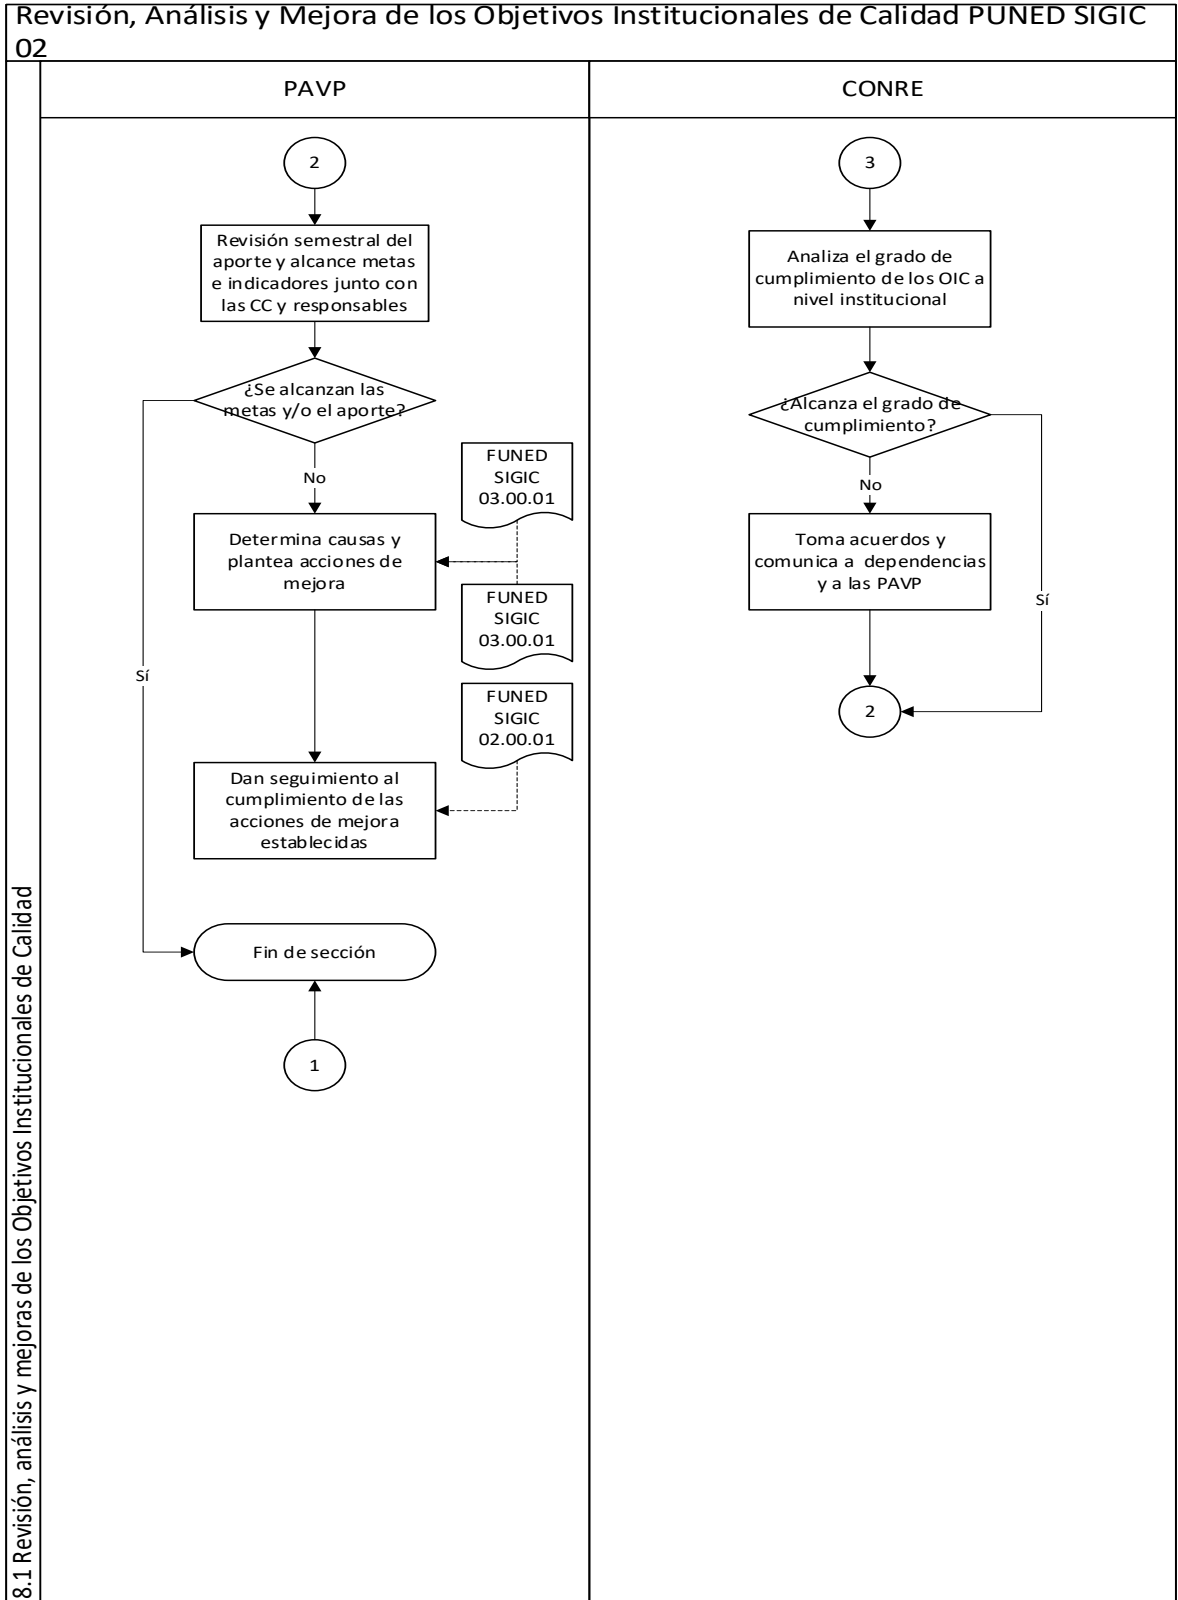 Revisión, Análisis y Mejora de los Objetivos Institucionales de Calidad PUNED SIGIC
02
8.1 Revisión, análisis y mejoras de los Objetivos Institucionales de Calidad
PAVP
2
Revisión semestral del
aporte y alcance metas
e indicadores junto con
las CC y responsables
¿Se alcanzan las
metas y/o el aporte?
No
FUNED
SIGIC
03.00.01
Determina causas y
plantea acciones de
mejora
FUNED
SIGIC
03.00.01
Sí
FUNED
SIGIC
02.00.01
Dan seguimiento al
cumplimiento de las
acciones de mejora
establecidas
Fin de sección
1
CONRE
3
Analiza el grado de
cumplimiento de los OIC a
nivel institucional
¿Alcanza el grado de
cumplimiento?
No
Toma acuerdos y
comunica a dependencias
y a las PAVP
Sí
2